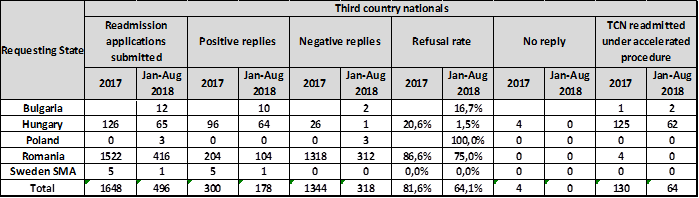 Requesting State Third country nationals
Readmission applications submitted Positive replies Negative replies Refusal rate No reply TCN readmitted under accelerated procedure
2017 Jan-Aug 2018 2017 Jan-Aug 2018 2017 Jan-Aug 2018 2017 Jan-Aug 2018 2017 Jan-Aug 2018 2017 Jan-Aug 2018
Bulgaria 12 10 2 16,7% 1 2
Hungary 126 65 96 64 26 1 20,6% 1,5% 4 0 125 62
Poland 0 3 0 0 3 100,0% 0 0 0 0
Romania 1522 416 204 104 1318 312 86,6% 75,0% 0 0 4 0
Sweden SMA 5 1 5 1 0 0 0,0% 0,0% 0 0 0 0
Total 1648 496 300 178 1344 318 81,6% 64,1% 4 0 130 64